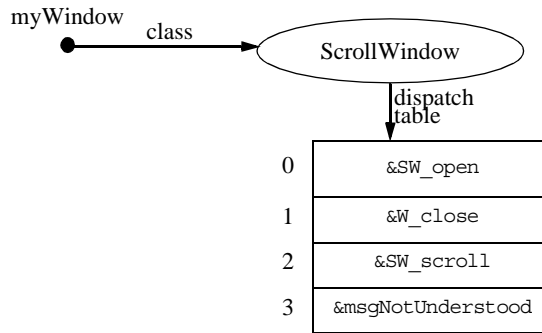 myWindow
class
ScrollWindow
dispatch
table
0 &SW_open
1 &W_close
2 &SW_scroll
3 &msgNotUnderstood